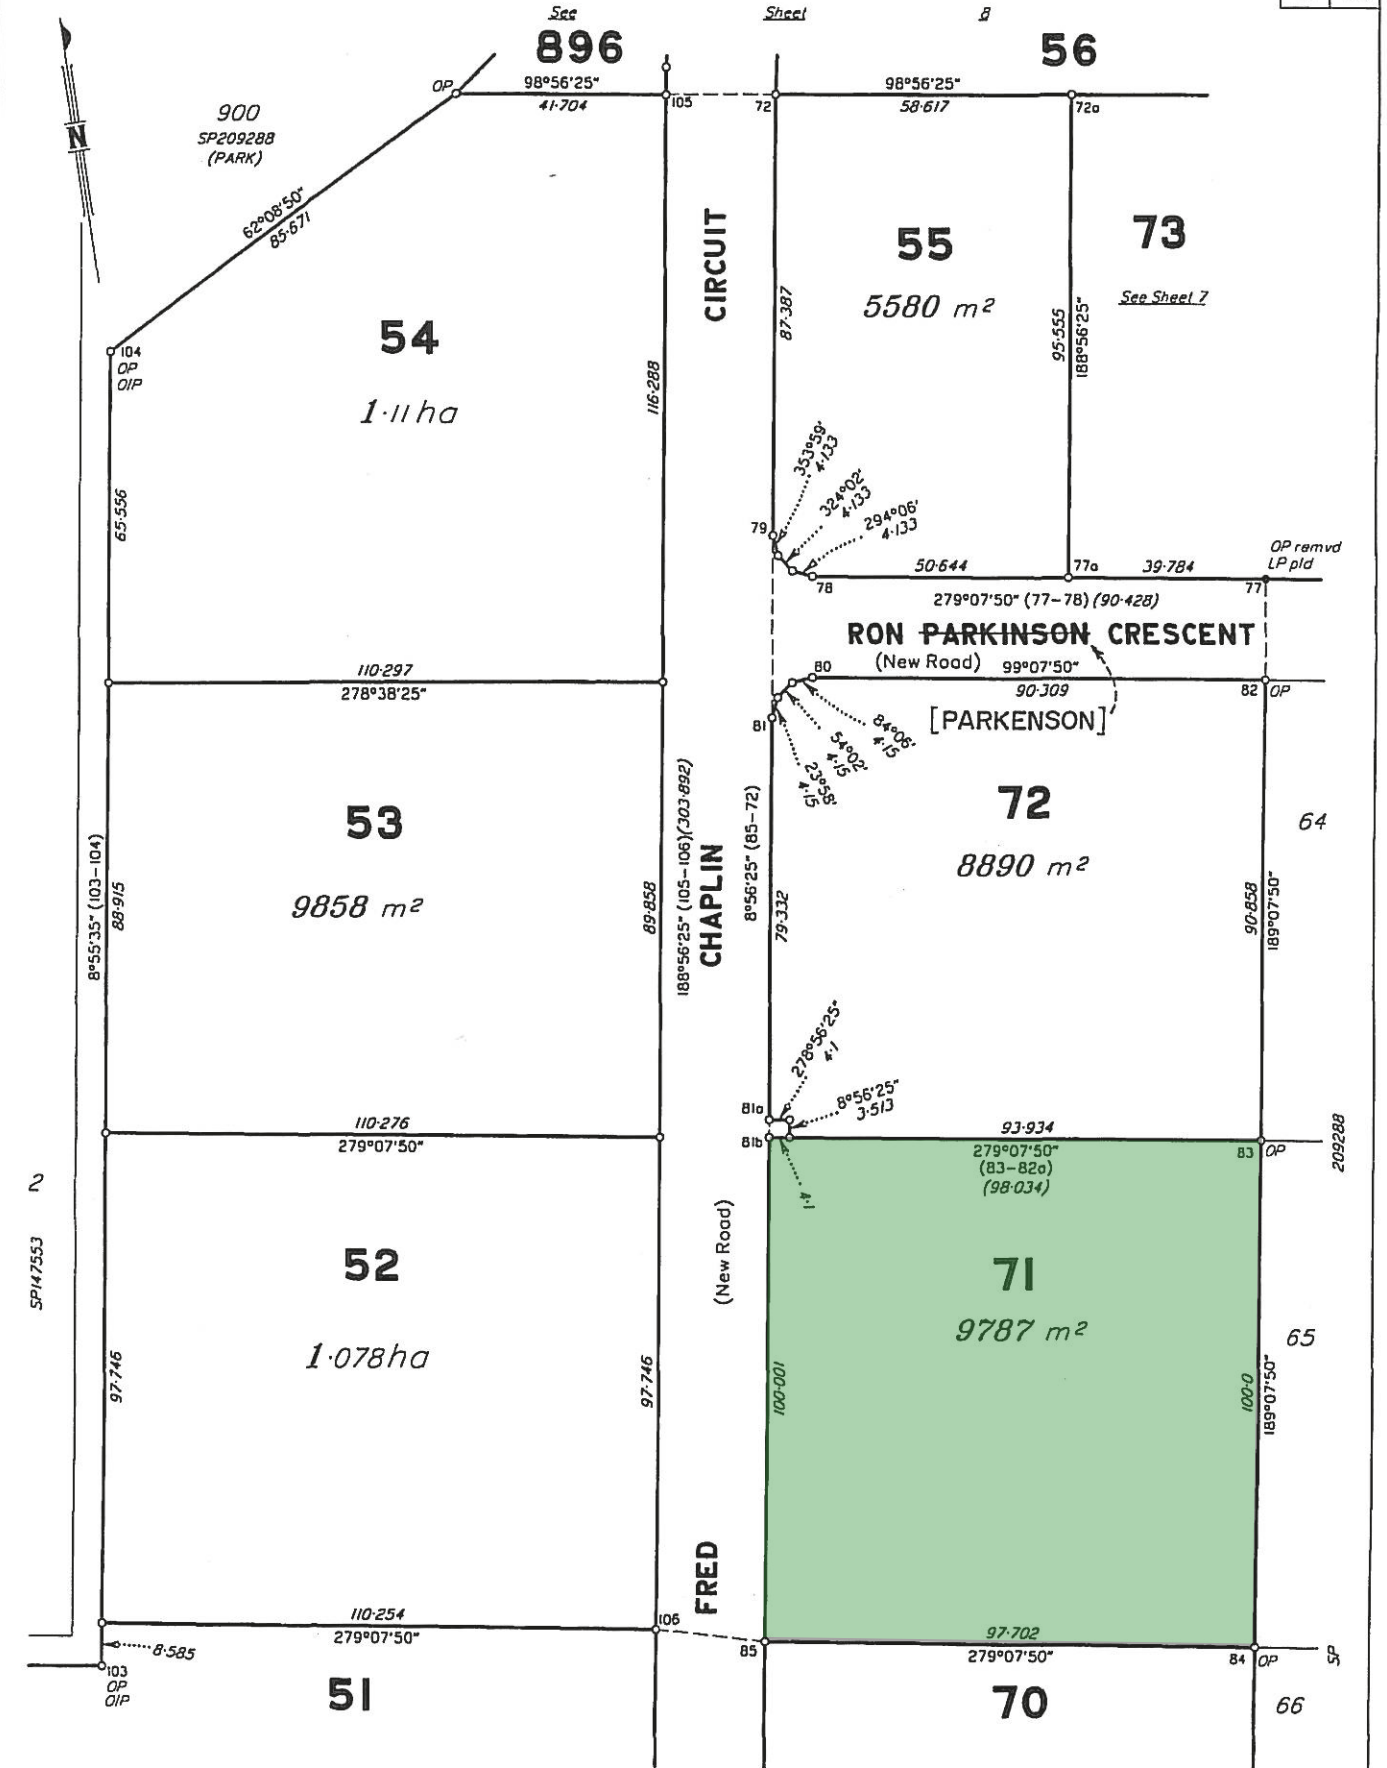 See Sheet 8
896
56
OP
98°56'25"
41·704
105
72
98°56'25"
58·617
72a
N
900
SP209288
(PARK)
62°08'50"
85·671
CIRCUIT
55
5580 m²
73
See Sheet 7
87·387
95·555
188°56'25"
104
OP
OIP
54
1·11 ha
116·288
65·556
353°59'
4·133
324°02'
4·133
294°06'
4·133
79
78
50·644
77a
39·784
OP remvd
LP pld
77
279°07'50" (77-78) (90·428)
RON PARKINSON CRESCENT
(New Road)
80
99°07'50"
90·309
82
OP
[PARKENSON]
110·297
278°38'25"
81
84°06'
4·15
54°02'
4·15
23°58'
4·15
53
9858 m²
8°55'35" (103-104)
88·915
89·858
188°56'25" (105-106)(303·892)
CHAPLIN
8°56'25" (85-72)
79·332
72
8890 m²
90·858
189°07'50"
64
278°56'25"
4·1
8°56'25"
3·513
81a
81b
4·1
110·276
279°07'50"
93·934
279°07'50"
(83-82a)
(98·034)
83
OP
209288
2
SP147553
52
1·078 ha
97·746
97·746
(New Road)
71
9787 m²
100·001
100·0
189°07'50"
65
FRED
110·254
279°07'50"
106
8·585
103
OP
OIP
51
85
97·702
279°07'50"
84
OP
SP
70
66